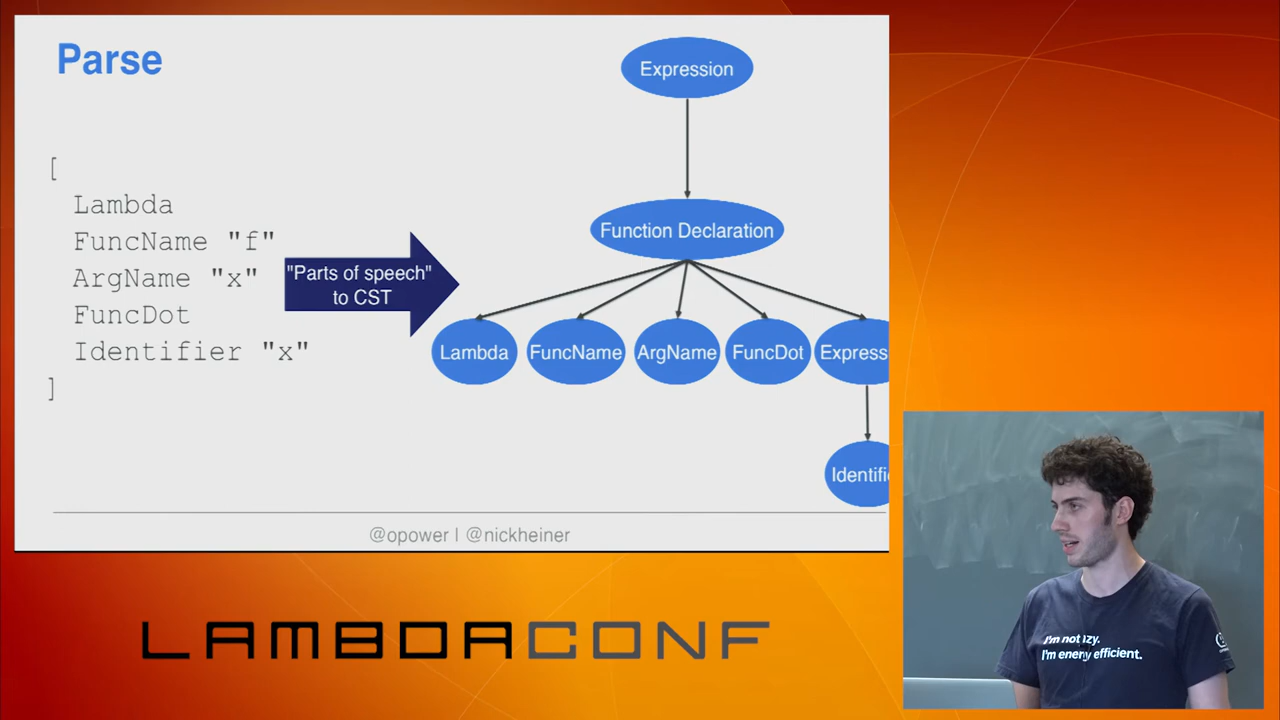 Parse
[
Lambda
FuncName "f"
ArgName "x"
FuncDot
Identifier "x"
]
"Parts of speech"
to CST
Expression
Function Declaration
Lambda FuncName ArgName FuncDot Express
Identifi
@opower | @nickheiner
LAMBDACONF
I'm not
I'm energy efficient.